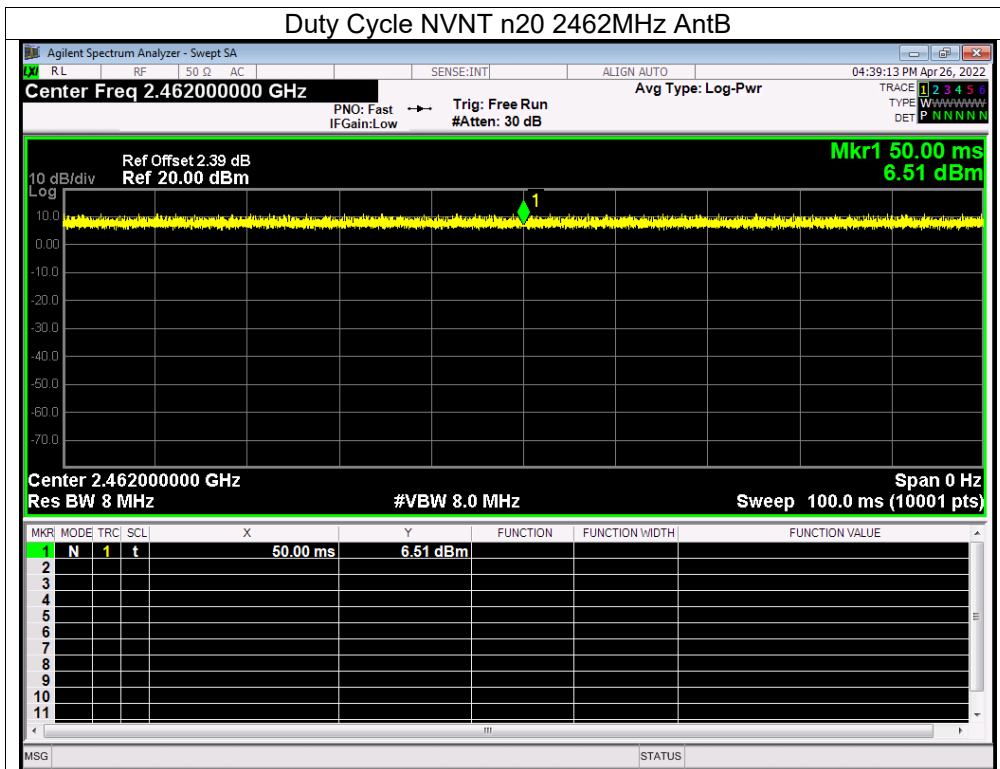 Duty Cycle NVNT n20 2462MHz AntB
Agilent Spectrum Analyzer - Swept SA
LXI RL RF 50 Ω AC SENSE:INT ALIGN AUTO 04:39:13 PM Apr 26, 2022
Center Freq 2.462000000 GHz Avg Type: Log-Pwr TRACE 1 2 3 4 5 6
PNO: Fast Trig: Free Run TYPE WWWWWW
IFGain:Low #Atten: 30 dB DET P N N N N N
Ref Offset 2.39 dB Mkr1 50.00 ms
10 dB/div Ref 20.00 dBm 6.51 dBm
Log
1
10.0
0.00
-10.0
-20.0
-30.0
-40.0
-50.0
-60.0
-70.0
Center 2.462000000 GHz Span 0 Hz
Res BW 8 MHz #VBW 8.0 MHz Sweep 100.0 ms (10001 pts)
MKR MODE TRC SCL X Y FUNCTION FUNCTION WIDTH FUNCTION VALUE
1 N 1 t 50.00 ms 6.51 dBm
2
3
4
5
6
7
8
9
10
11
MSG STATUS